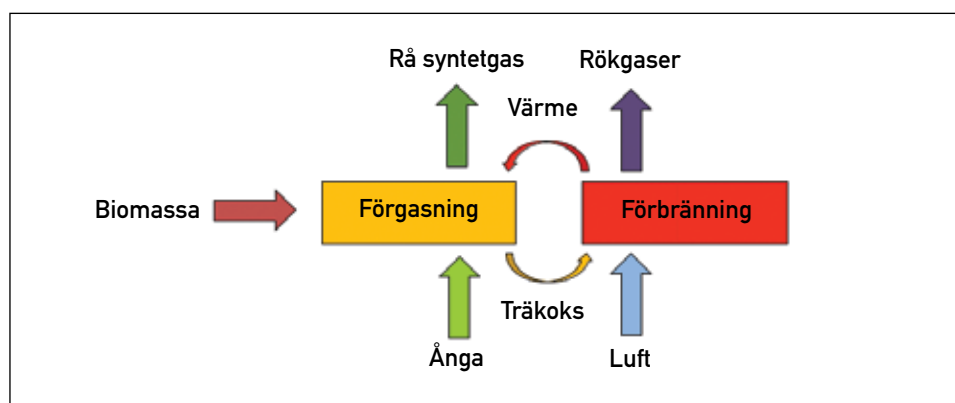 Rå syntetgas
Rökgaser
Värme
Biomassa
Förgasning
Förbränning
Träkoks
Ånga
Luft